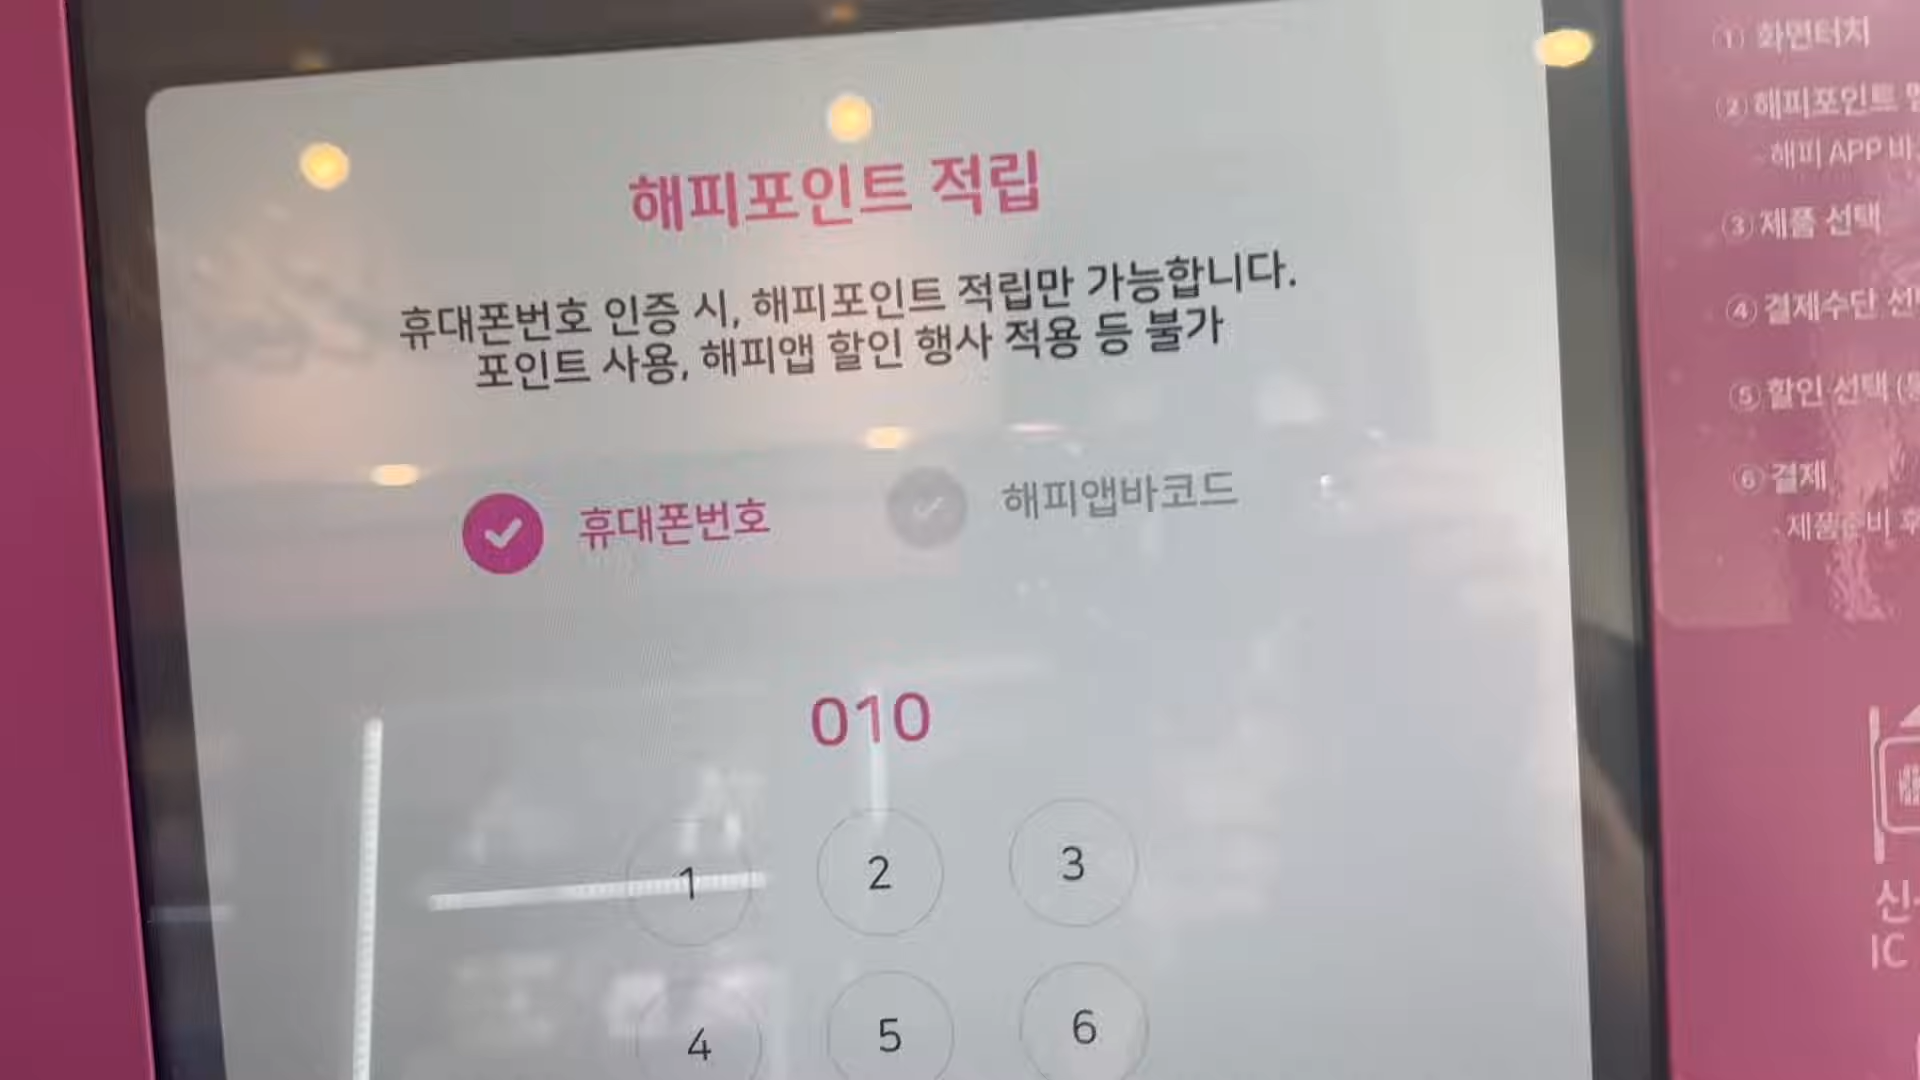 해피포인트 적립
휴대폰번호 인증 시, 해피포인트 적립만 가능합니다.
포인트 사용, 해피앱 할인 행사 적용 등 불가
휴대폰번호
해피앱바코드
010
1
2
3
4
5
6
① 화면터치
② 해피포인트
- 해피 APP
③ 제품 선택
④ 결제수단
⑤ 할인 선택
⑥ 결제
- 제품준비
IC